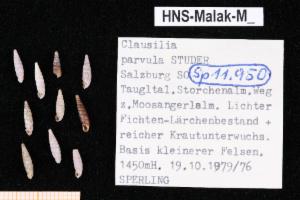 HNS-Malak-M_
Clausilia
parvula STUDER
Salzburg SO
Sp 11.950
Taugltal.Storchenalm,Weg
z.Moosangerlalm. Lichter
Fichten-Lärchenbestand +
reicher Krautunterwuchs.
Basis kleinerer Felsen,
1450mH, 19.10.1979/76
SPERLING